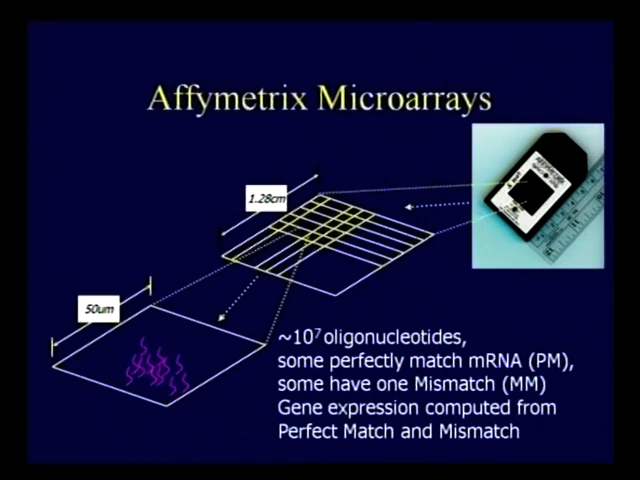 Affymetrix Microarrays
1.28cm
AFFYMETRIX
50um
~10⁷ oligonucleotides,
some perfectly match mRNA (PM),
some have one Mismatch (MM)
Gene expression computed from
Perfect Match and Mismatch